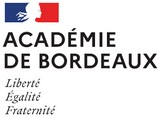 ACADÉMIE
DE BORDEAUX
Liberté
Égalité
Fraternité